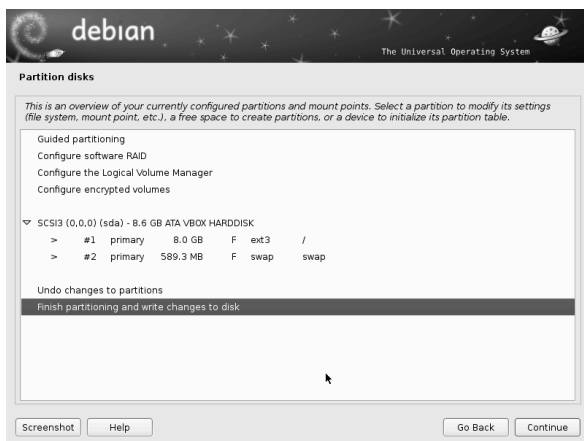 debian
The Universal Operating System
Partition disks
This is an overview of your currently configured partitions and mount points. Select a partition to modify its settings
(file system, mount point, etc.), a free space to create partitions, or a device to initialize its partition table.
Guided partitioning
Configure software RAID
Configure the Logical Volume Manager
Configure encrypted volumes
SCSI3 (0,0,0) (sda) - 8.6 GB ATA VBOX HARDDISK
> #1 primary 8.0 GB F ext3 /
> #2 primary 589.3 MB F swap swap
Undo changes to partitions
Finish partitioning and write changes to disk
Screenshot Help Go Back Continue